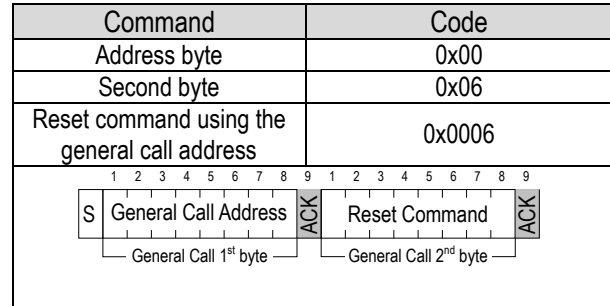 Command Code
Address byte 0x00
Second byte 0x06
Reset command using the
general call address 0x0006
1 2 3 4 5 6 7 8 9 1 2 3 4 5 6 7 8 9
S General Call Address ACK Reset Command ACK
General Call 1st byte General Call 2nd byte